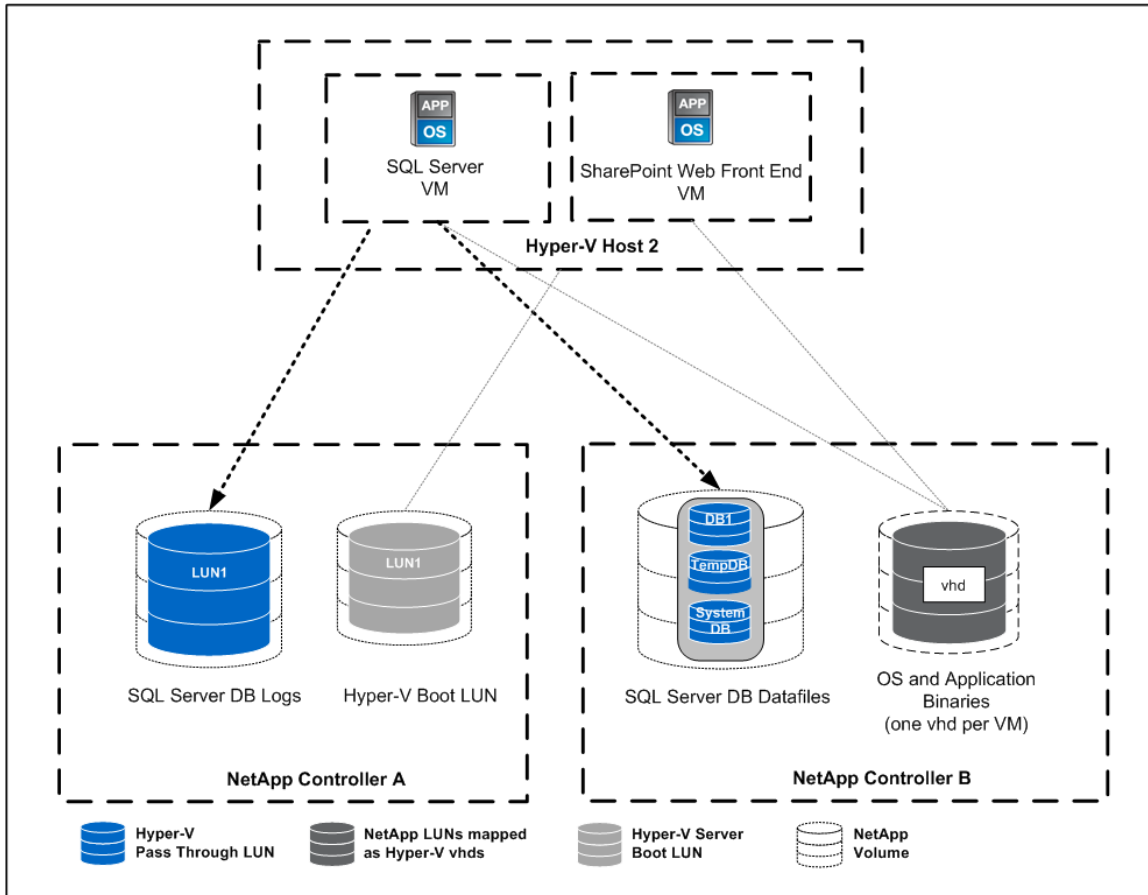 APP
OS
SQL Server
VM
APP
OS
SharePoint Web Front End
VM
Hyper-V Host 2
LUN1
SQL Server DB Logs
LUN1
Hyper-V Boot LUN
NetApp Controller A
DB1
TempDB
System
DB
SQL Server DB Datafiles
vhd
OS and Application
Binaries
(one vhd per VM)
NetApp Controller B
Hyper-V
Pass Through LUN
NetApp LUNs mapped
as Hyper-V vhds
Hyper-V Server
Boot LUN
NetApp
Volume